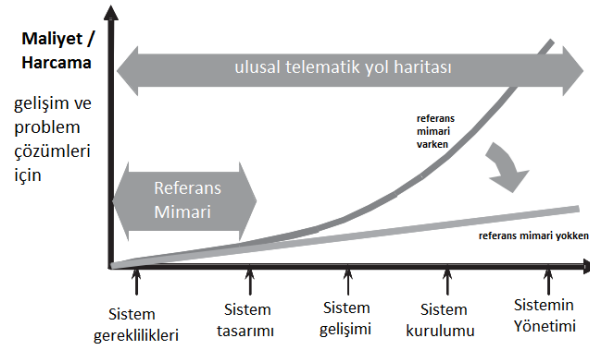 Maliyet /
Harcama
gelişim ve
problem
çözümleri
için
ulusal telematik yol haritası
referans
mimari
varken
Referans
Mimari
referans mimari yokken
Sistem
gereklilikleri
Sistem
tasarımı
Sistem
gelişimi
Sistem
kurulumu
Sistemin
Yönetimi